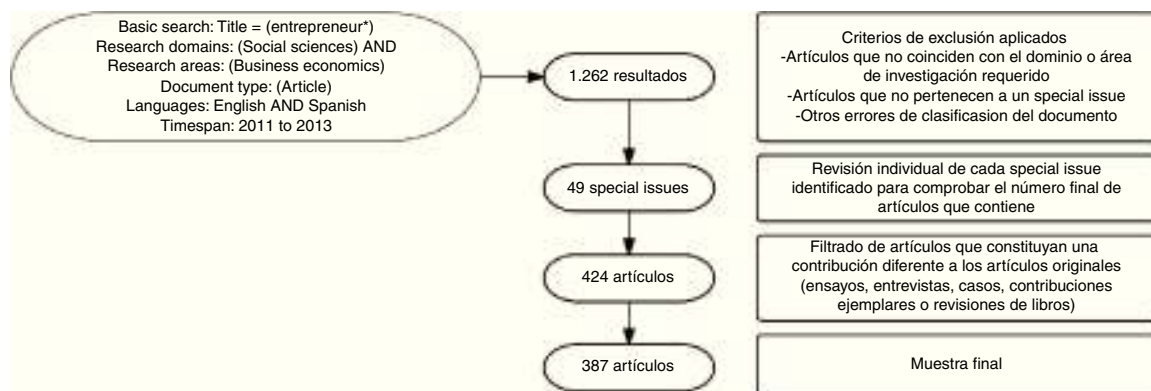 Basic search: Title = (entrepreneur*)
Research domains: (Social sciences) AND
Research areas: (Business economics)
Document type: (Article)
Languages: English AND Spanish
Timespan: 2011 to 2013
1.262 resultados
Criterios de exclusión aplicados
-Artículos que no coinciden con el dominio o área
de investigación requerido
-Artículos que no pertenecen a un special issue
-Otros errores de clasificasion del documento
49 special issues
Revisión individual de cada special issue
identificado para comprobar el número final de
artículos que contiene
424 artículos
Filtrado de artículos que constituyan una
contribución diferente a los artículos originales
(ensayos, entrevistas, casos, contribuciones
ejemplares o revisiones de libros)
387 artículos
Muestra final